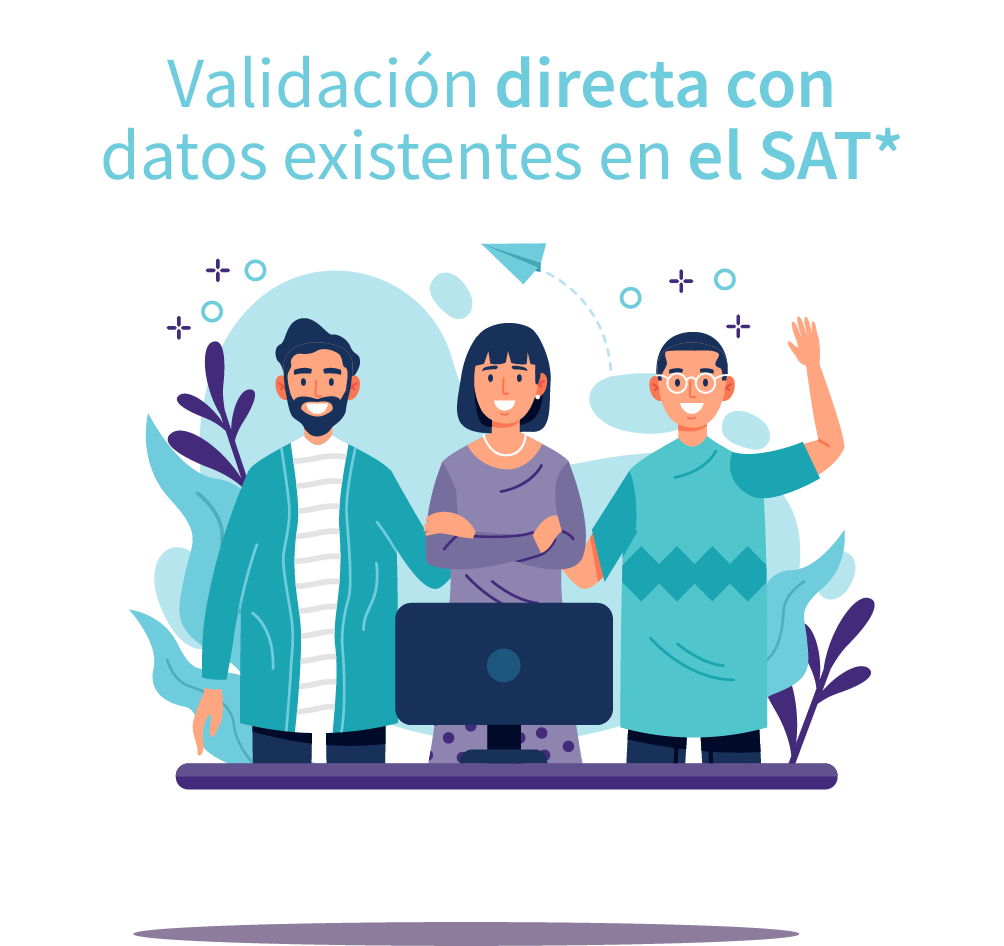 Validación directa con
datos existentes en el SAT*